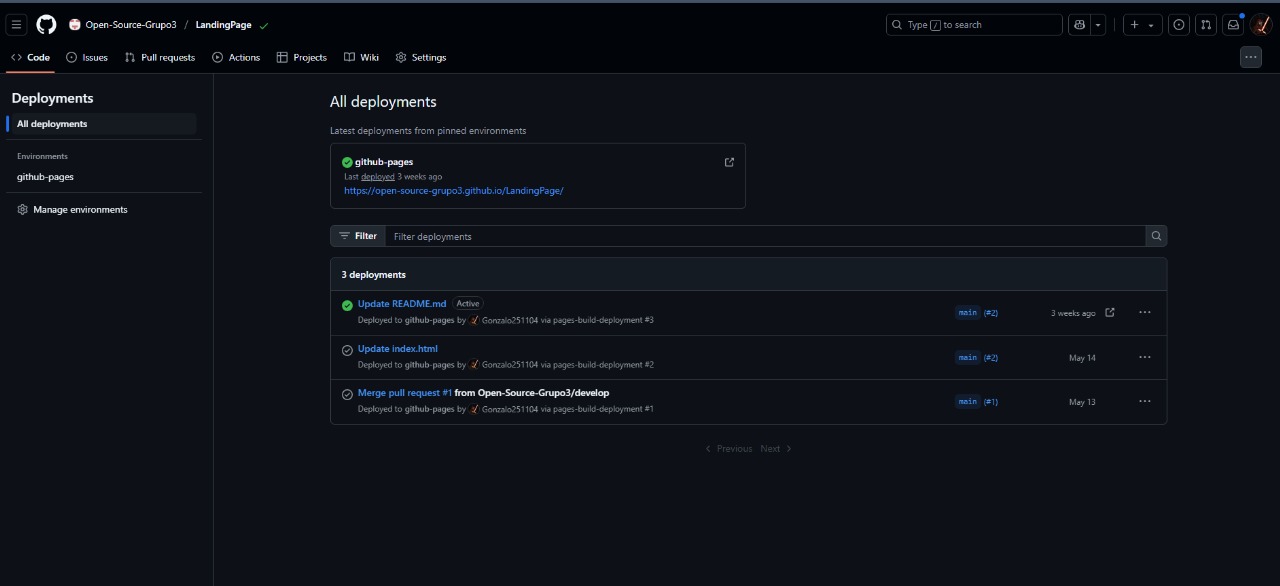 Open-Source-Grupo3 / LandingPage
Type / to search
Code Issues Pull requests Actions Projects Wiki Settings
Deployments
All deployments
Environments
github-pages
Manage environments
All deployments
Latest deployments from pinned environments
github-pages
Last deployed 3 weeks ago
https://open-source-grupo3.github.io/LandingPage/
Filter Filter deployments
3 deployments
Update README.md Active
Deployed to github-pages by Gonzalo251104 via pages-build-deployment #3
main (#2) 3 weeks ago
Update index.html
Deployed to github-pages by Gonzalo251104 via pages-build-deployment #2
main (#2) May 14
Merge pull request #1 from Open-Source-Grupo3/develop
Deployed to github-pages by Gonzalo251104 via pages-build-deployment #1
main (#1) May 13
Previous Next